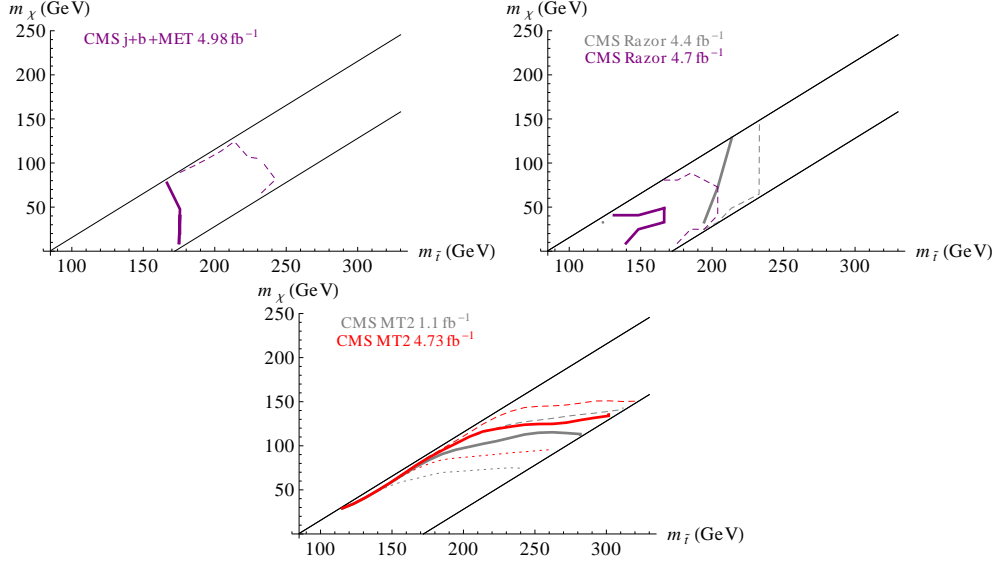 m χ (GeV)
CMS j+b+MET 4.98 fb⁻¹
250
200
150
100
50
0
100 150 200 250 300
m t̃ (GeV)
m χ (GeV)
CMS Razor 4.4 fb⁻¹
CMS Razor 4.7 fb⁻¹
250
200
150
100
50
0
100 150 200 250 300
m t̃ (GeV)
m χ (GeV)
CMS MT2 1.1 fb⁻¹
CMS MT2 4.73 fb⁻¹
250
200
150
100
50
0
100 150 200 250 300
m t̃ (GeV)